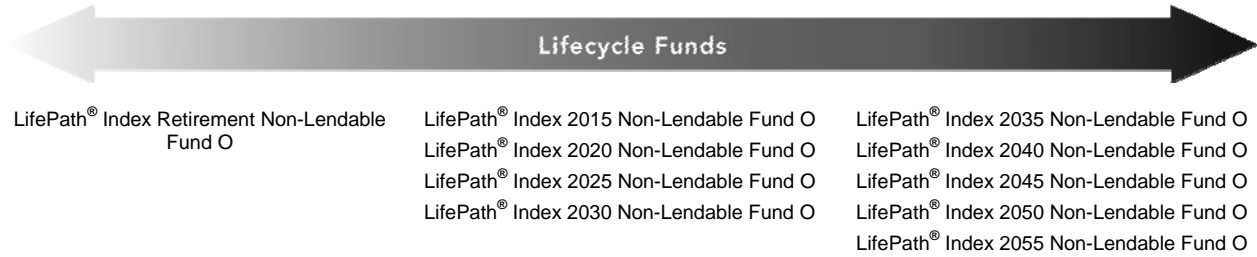 Lifecycle Funds
LifePath® Index Retirement Non-Lendable
Fund O
LifePath® Index 2015 Non-Lendable Fund O
LifePath® Index 2020 Non-Lendable Fund O
LifePath® Index 2025 Non-Lendable Fund O
LifePath® Index 2030 Non-Lendable Fund O
LifePath® Index 2035 Non-Lendable Fund O
LifePath® Index 2040 Non-Lendable Fund O
LifePath® Index 2045 Non-Lendable Fund O
LifePath® Index 2050 Non-Lendable Fund O
LifePath® Index 2055 Non-Lendable Fund O